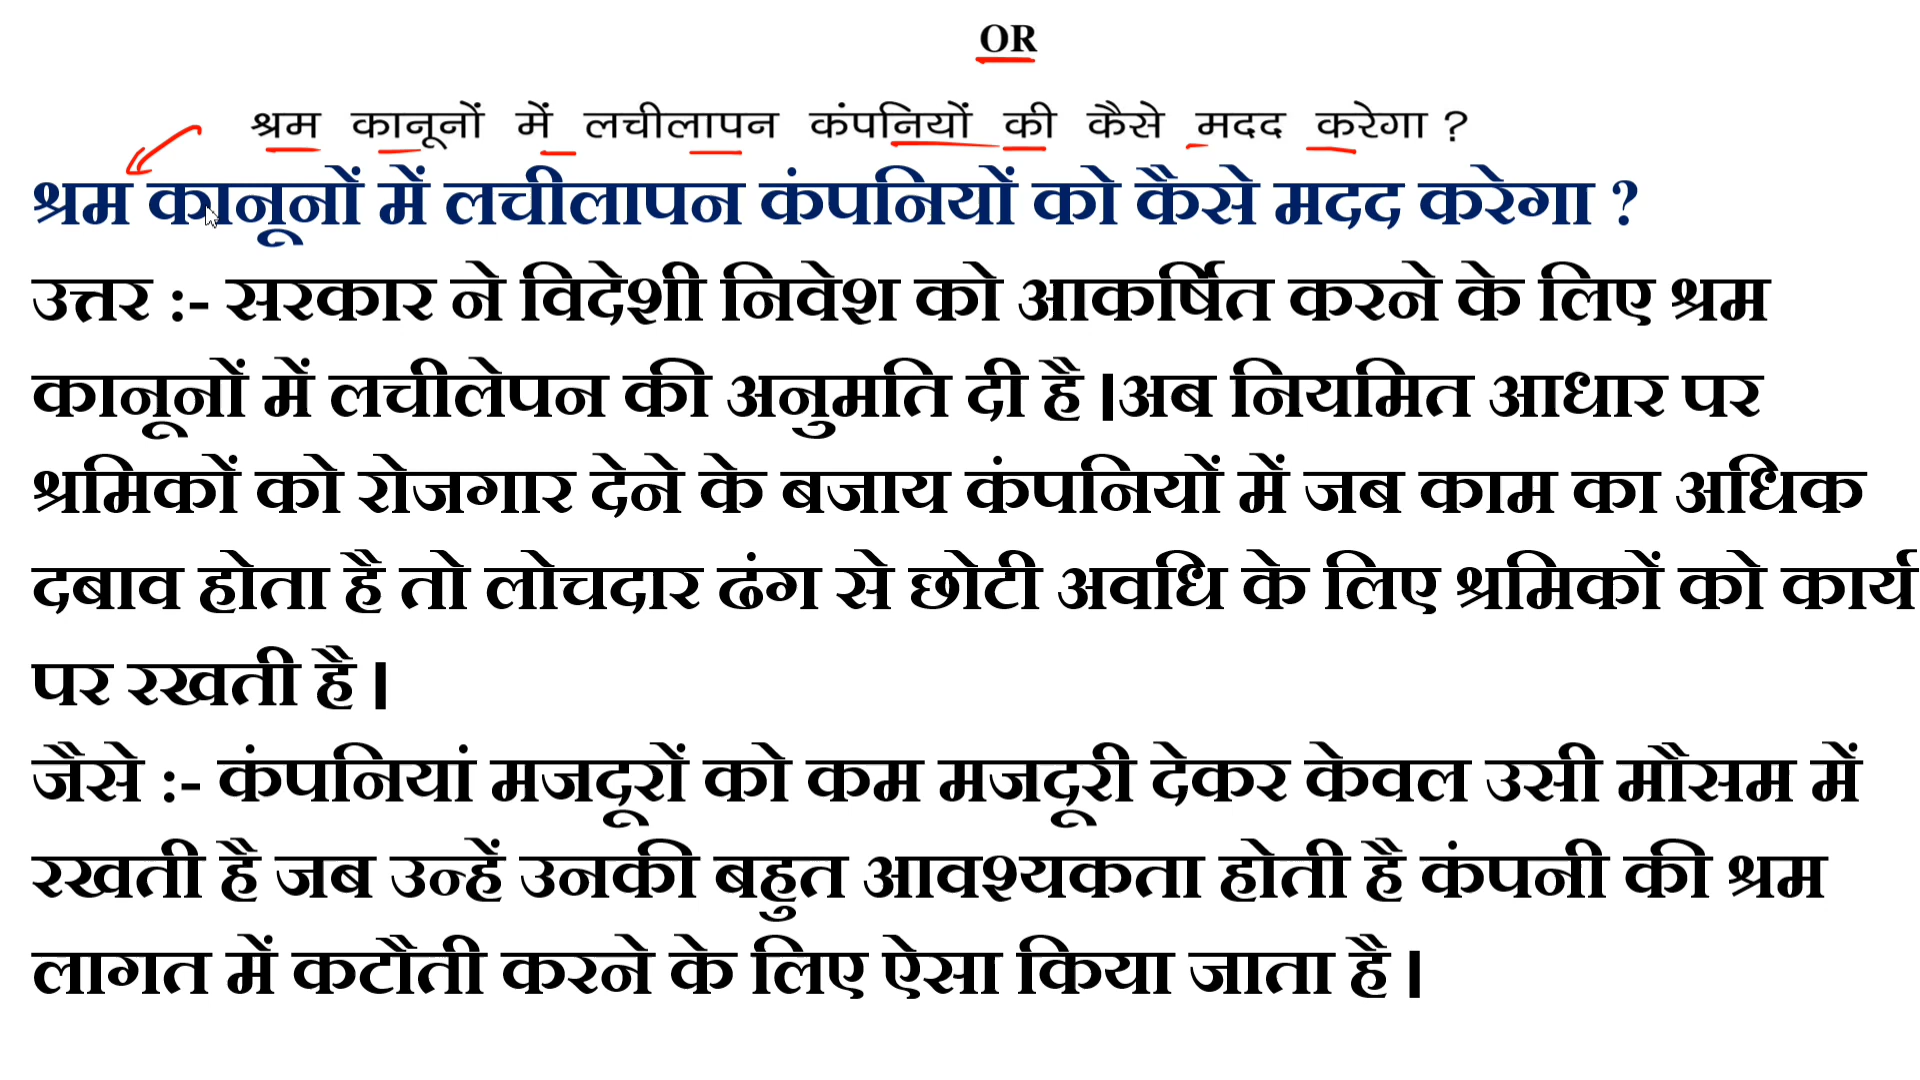 OR
श्रम कानूनों में लचीलापन कंपनियों की कैसे मदद करेगा ?
श्रम कानूनों में लचीलापन कंपनियों को कैसे मदद करेगा ?
उत्तर :- सरकार ने विदेशी निवेश को आकर्षित करने के लिए श्रम
कानूनों में लचीलेपन की अनुमति दी है ।अब नियमित आधार पर
श्रमिकों को रोजगार देने के बजाय कंपनियों में जब काम का अधिक
दबाव होता है तो लोचदार ढंग से छोटी अवधि के लिए श्रमिकों को कार्य
पर रखती है ।
जैसे :- कंपनियां मजदूरों को कम मजदूरी देकर केवल उसी मौसम में
रखती है जब उन्हें उनकी बहुत आवश्यकता होती है कंपनी की श्रम
लागत में कटौती करने के लिए ऐसा किया जाता है ।